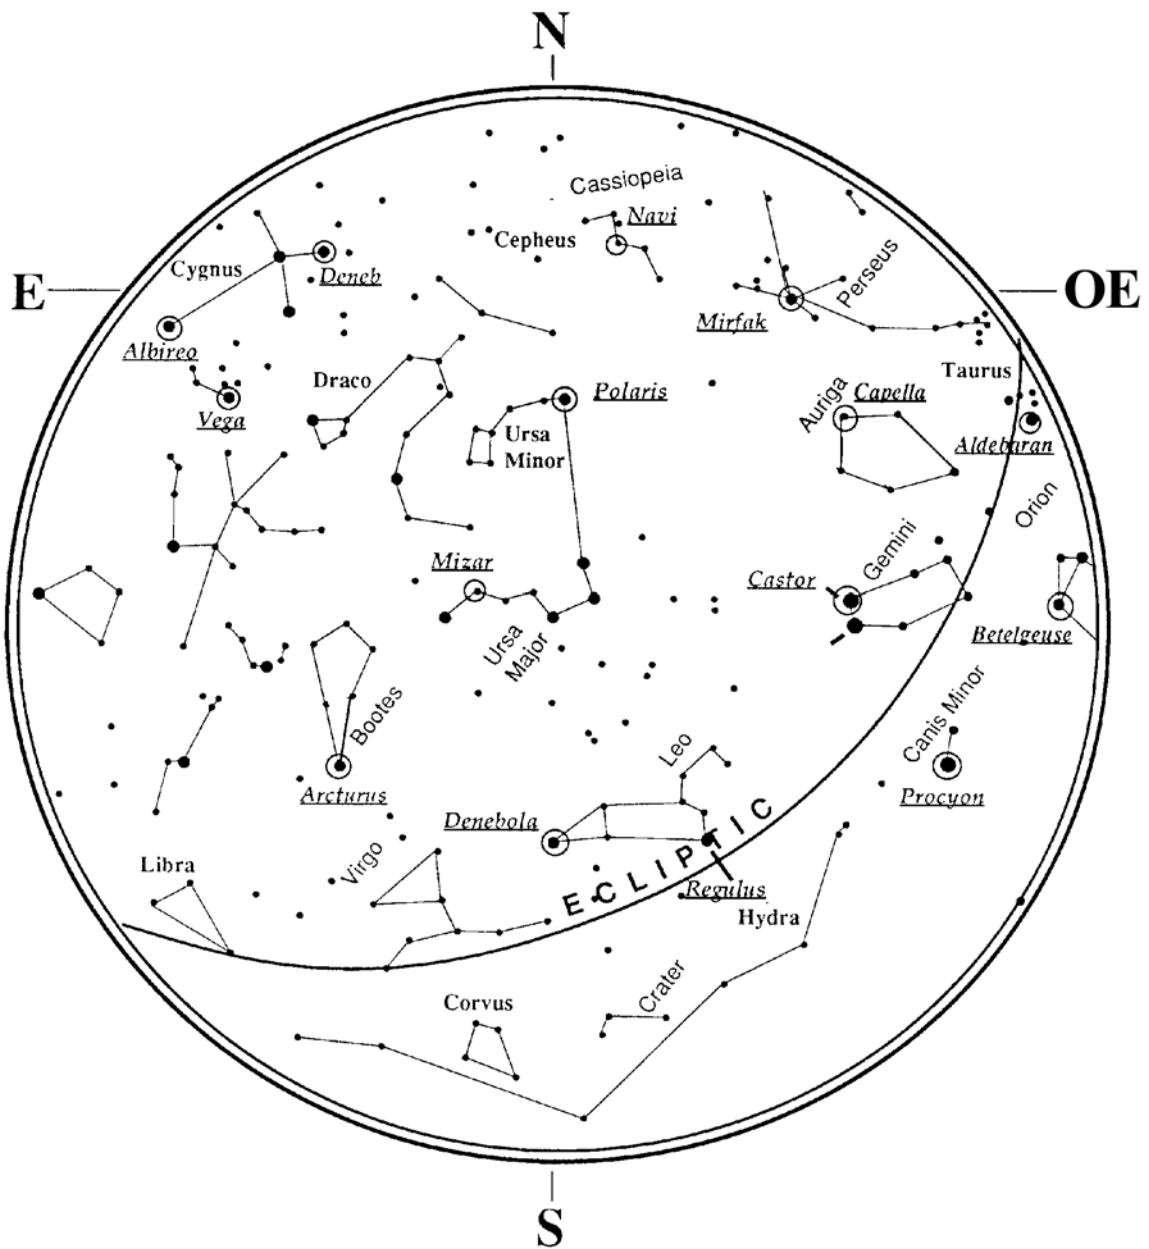 N
Cassiopeia
Navi
Cepheus
Cygnus
Deneb
Perseus
E
OE
Mirfak
Albireo
Draco
Taurus
Vega
Polaris
Auriga
Capella
Ursa
Minor
Aldebaran
Orion
Mizar
Gemini
Castor
Ursa
Major
Betelgeuse
Bootes
Canis Minor
Leo
Arcturus
Procyon
Denebola
Virgo
Libra
ECLIPTIC
Regulus
Hydra
Crater
Corvus
S